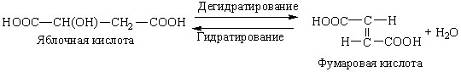 Дегидратирование
HOOC—CH(OH)—CH₂—COOH
Яблочная кислота
Гидратирование
HOOC—C—H
H—C—COOH
+ H₂O
Фумаровая кислота